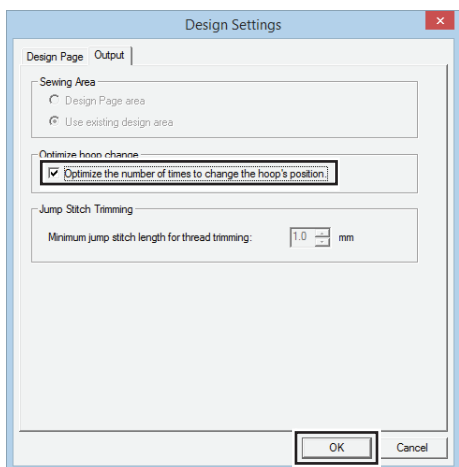 Design Settings
Design Page Output
Sewing Area
Design Page area
Use existing design area
Optimize hoop change
Optimize the number of times to change the hoop's position.
Jump Stitch Trimming
Minimum jump stitch length for thread trimming: 1.0 mm
OK Cancel